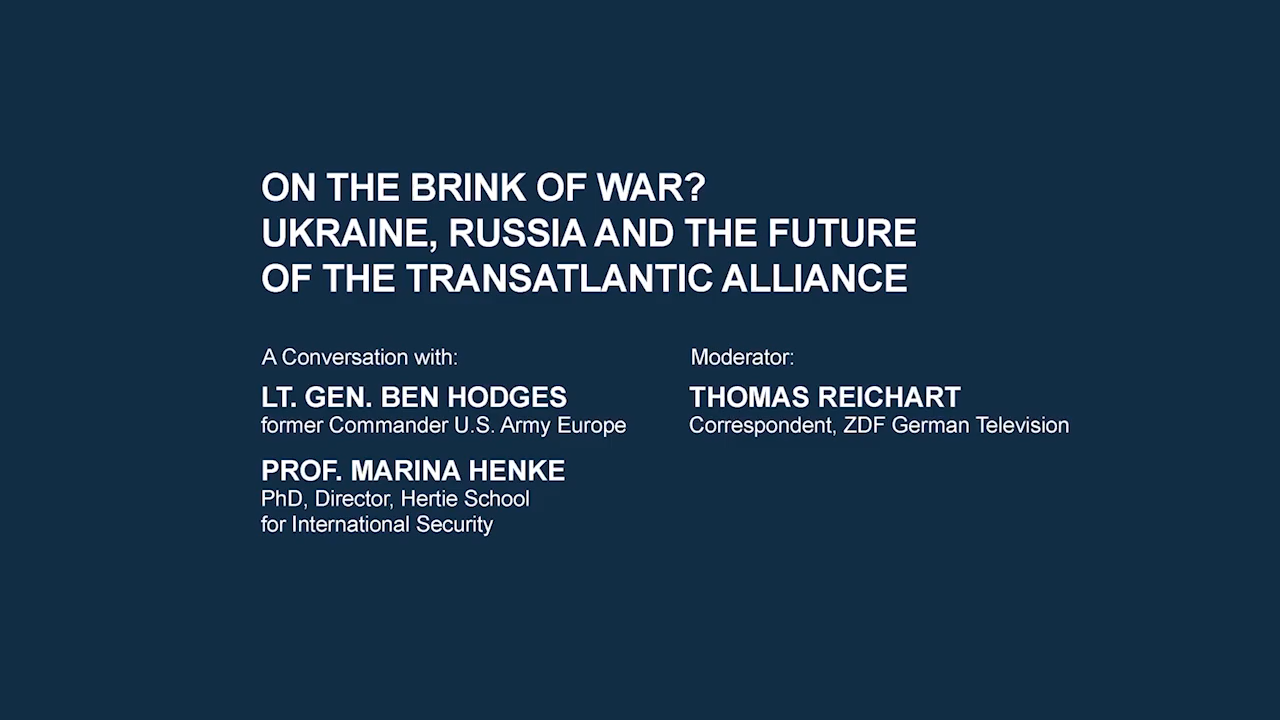 ON THE BRINK OF WAR?
UKRAINE, RUSSIA AND THE FUTURE
OF THE TRANSATLANTIC ALLIANCE
A Conversation with:
LT. GEN. BEN HODGES
former Commander U.S. Army Europe
PROF. MARINA HENKE
PhD, Director, Hertie School
for International Security
Moderator:
THOMAS REICHART
Correspondent, ZDF German Television